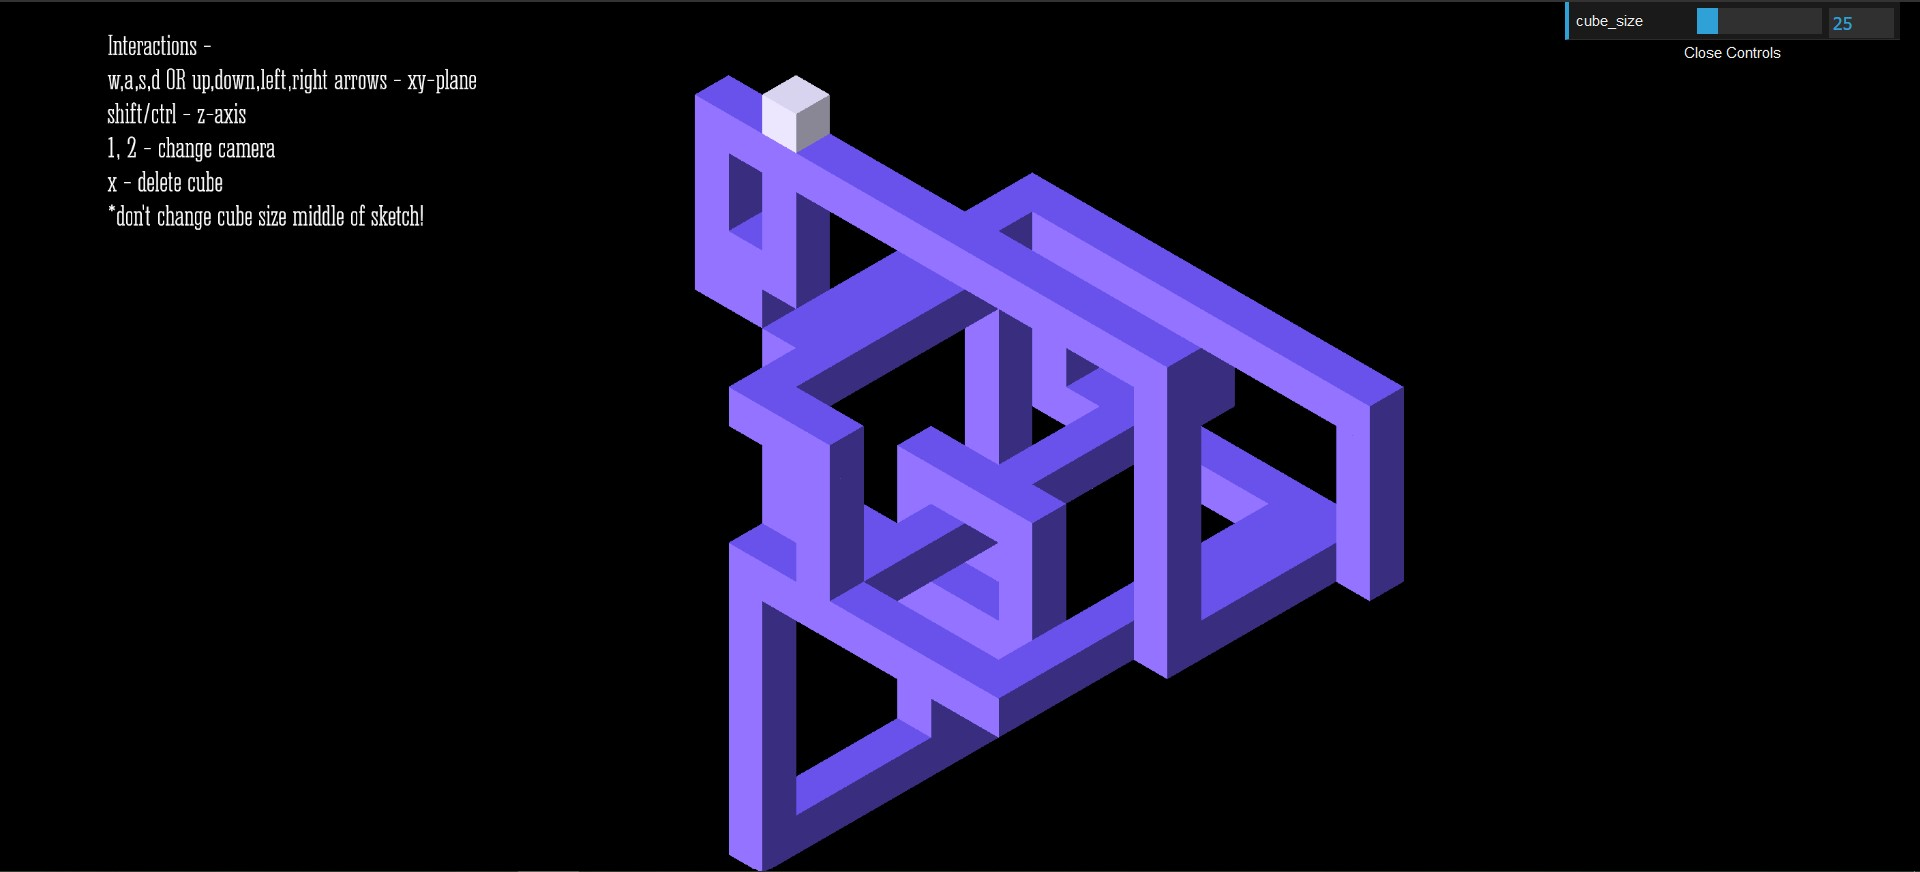 Interactions -
w,a,s,d OR up,down,left,right arrows - xy-plane
shift/ctrl - z-axis
1, 2 - change camera
x - delete cube
*don't change cube size middle of sketch!
cube_size 25
Close Controls